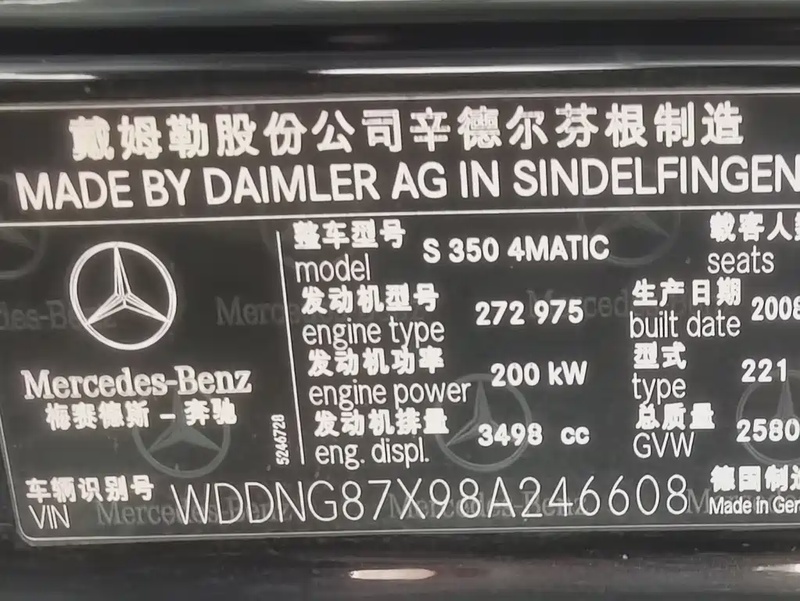 戴姆勒股份公司辛德尔芬根制造
MADE BY DAIMLER AG IN SINDELFINGEN
整车型号
model
S 350 4MATIC
载客人
seats
发动机型号
engine type
272 975
生产日期
built date
2008
发动机功率
engine power
200 kW
型式
type
221
发动机排量
eng. displ.
3498 cc
总质量
GVW
2580
Mercedes-Benz
梅赛德斯－奔驰
5246728
车辆识别号
VIN
WDDNG87X98A246608
德国制造
Made in Ger